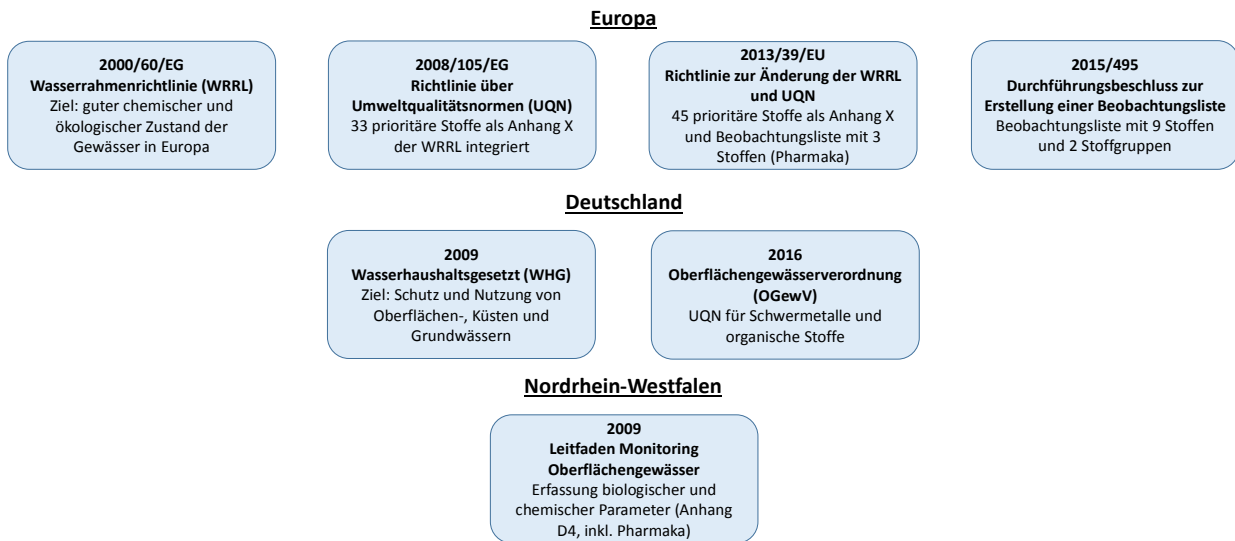 Europa
2000/60/EG
Wasserrahmenrichtlinie (WRRL)
Ziel: guter chemischer und
ökologischer Zustand der
Gewässer in Europa
2008/105/EG
Richtlinie über
Umweltqualitätsnormen (UQN)
33 prioritäre Stoffe als Anhang X
der WRRL integriert
2013/39/EU
Richtlinie zur Änderung der WRRL
und UQN
45 prioritäre Stoffe als Anhang X
und Beobachtungsliste mit 3
Stoffen (Pharmaka)
2015/495
Durchführungsbeschluss zur
Erstellung einer Beobachtungsliste
Beobachtungsliste mit 9 Stoffen
und 2 Stoffgruppen
Deutschland
2009
Wasserhaushaltsgesetzt (WHG)
Ziel: Schutz und Nutzung von
Oberflächen-, Küsten und
Grundwässern
2016
Oberflächengewässerverordnung
(OGewV)
UQN für Schwermetalle und
organische Stoffe
Nordrhein-Westfalen
2009
Leitfaden Monitoring
Oberflächengewässer
Erfassung biologischer und
chemischer Parameter (Anhang
D4, inkl. Pharmaka)